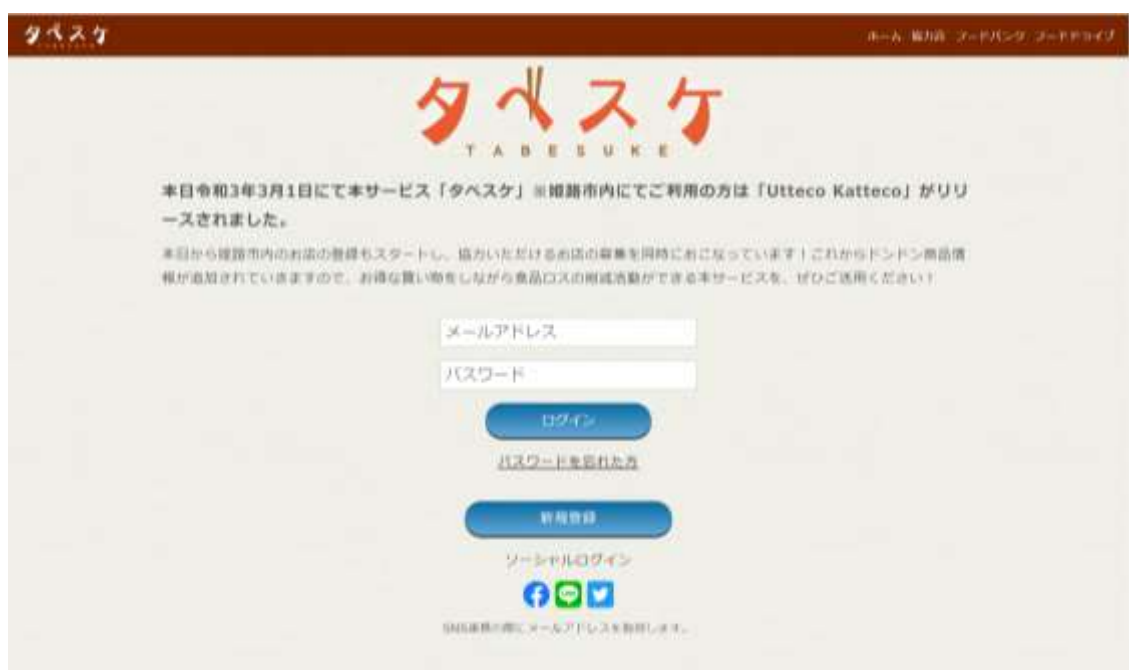 タベスケ
ホーム 協力店 フードバンク フードドライブ
タベスケ
TABESUKE
本日令和3年3月1日にて本サービス「タベスケ」※姫路市内にてご利用の方は「Utteco Katteco」がリリ
ースされました。
本日から姫路市内のお店の登録もスタートし、協力いただけるお店の募集を同時におこなっています！これからドンドン商品情
報が追加されていきますので、お得な買い物をしながら食品ロスの削減活動ができる本サービスを、ぜひご活用ください！
メールアドレス
パスワード
ログイン
パスワードを忘れた方
新規登録
ソーシャルログイン
SNS連携の際にメールアドレスを取得します。